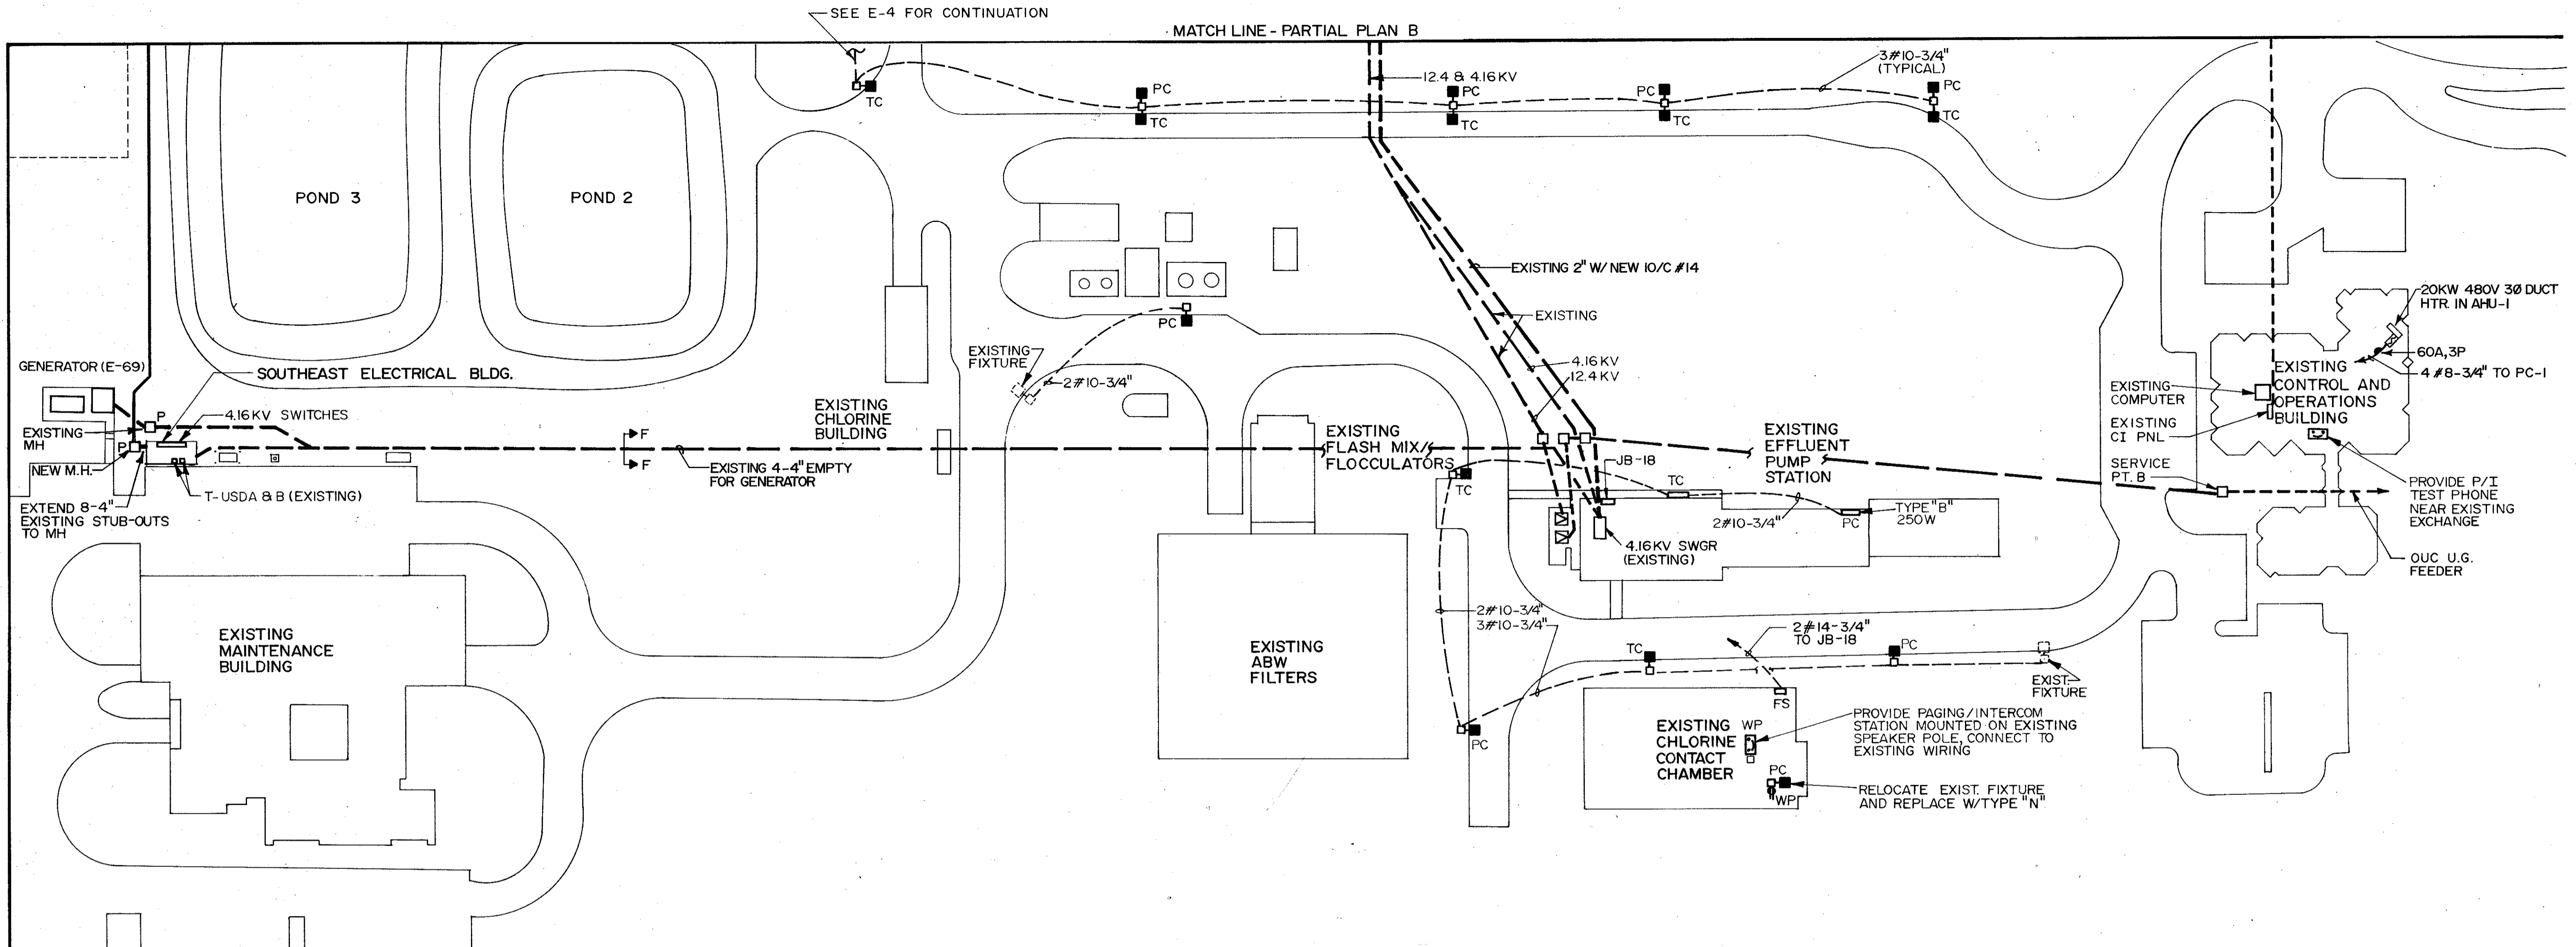 SEE E-4 FOR CONTINUATION
MATCH LINE - PARTIAL PLAN B
12.4 & 4.16 KV
3#10-3/4"
(TYPICAL)
TC
PC
TC
PC
TC
PC
TC
PC
TC
POND 3
POND 2
EXISTING 2" W/ NEW 10/C #14
EXISTING
4.16 KV
12.4 KV
PC
EXISTING
FIXTURE
2#10-3/4"
20KW 480V 3Ø DUCT
HTR. IN AHU-1
60A,3P
4 #8-3/4" TO PC-1
EXISTING
CONTROL AND
OPERATIONS
BUILDING
EXISTING
COMPUTER
EXISTING
CI PNL
SERVICE
PT. B
PROVIDE P/I
TEST PHONE
NEAR EXISTING
EXCHANGE
OUC U.G.
FEEDER
GENERATOR (E-69)
SOUTHEAST ELECTRICAL BLDG.
P
4.16 KV SWITCHES
EXISTING
MH
P
NEW M.H.
T-USDA & B (EXISTING)
EXTEND 8-4"
EXISTING STUB-OUTS
TO MH
F
F
EXISTING 4-4" EMPTY
FOR GENERATOR
EXISTING
CHLORINE
BUILDING
EXISTING
FLASH MIX/
FLOCCULATORS
EXISTING
EFFLUENT
PUMP
STATION
JB-18
TC
TC
2#10-3/4"
PC
TYPE "B"
250W
4.16 KV SWGR
(EXISTING)
2#10-3/4"
3#10-3/4"
EXISTING
MAINTENANCE
BUILDING
EXISTING
ABW
FILTERS
2#14-3/4"
TO JB-18
TC
PC
EXIST.
FIXTURE
FS
PC
EXISTING
CHLORINE
CONTACT
CHAMBER
WP
PROVIDE PAGING/INTERCOM
STATION MOUNTED ON EXISTING
SPEAKER POLE, CONNECT TO
EXISTING WIRING
PC
WP
RELOCATE EXIST. FIXTURE
AND REPLACE W/TYPE "N"